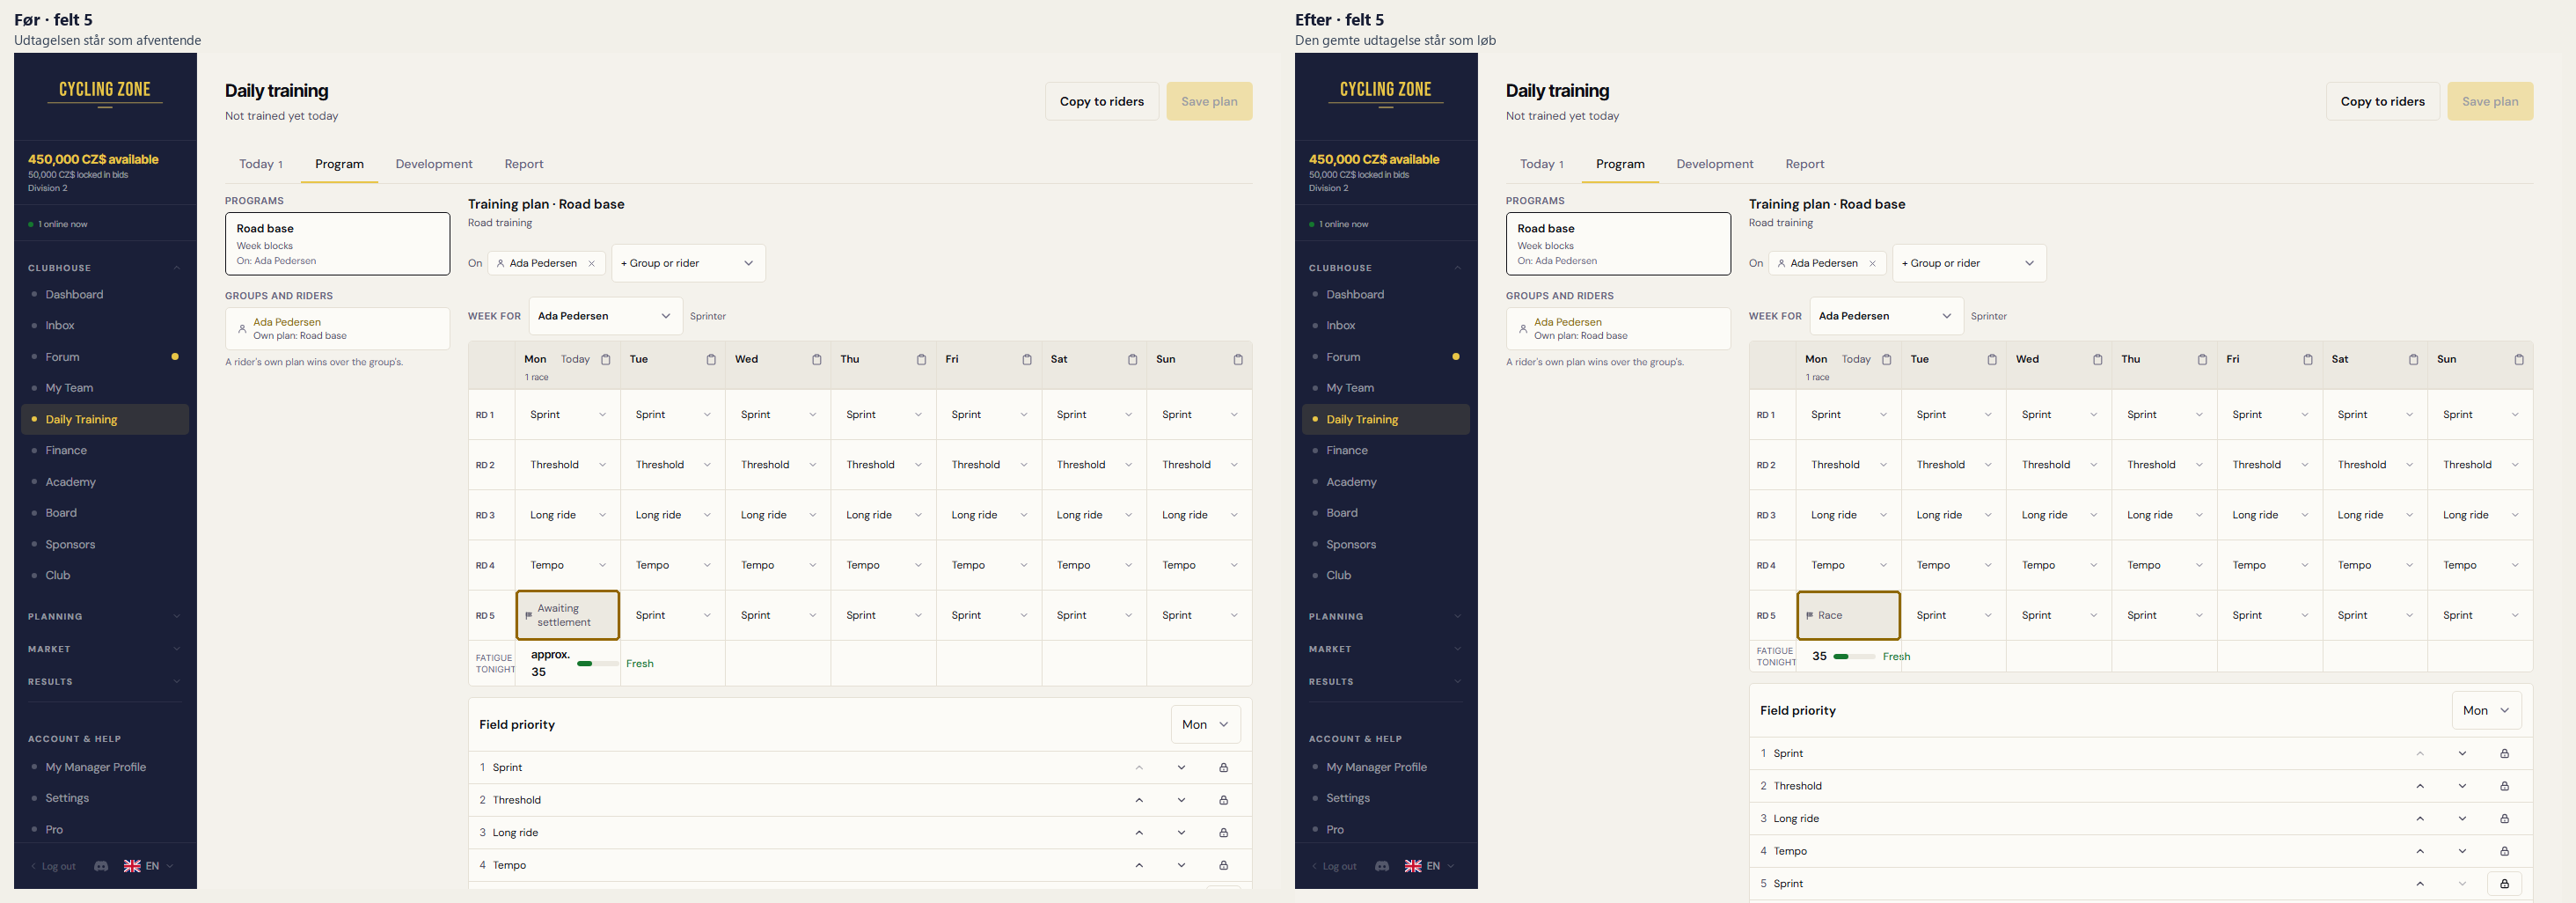 Før · felt 5
Udtagelsen står som afventende
CYCLING ZONE
450,000 CZ$ available
50,000 CZ$ locked in bids
Division 2
1 online now
CLUBHOUSE
Dashboard
Inbox
Forum
My Team
Daily Training
Finance
Academy
Board
Sponsors
Club
PLANNING
MARKET
RESULTS
ACCOUNT & HELP
My Manager Profile
Settings
Pro
Log out EN
Daily training
Not trained yet today
Copy to riders Save plan
Today 1 Program Development Report
PROGRAMS
Road base
Week blocks
On: Ada Pedersen
GROUPS AND RIDERS
Ada Pedersen
Own plan: Road base
A rider's own plan wins over the group's.
Training plan · Road base
Road training
On Ada Pedersen × + Group or rider
WEEK FOR Ada Pedersen Sprinter
Mon Today Tue Wed Thu Fri Sat Sun
1 race
RD 1 Sprint Sprint Sprint Sprint Sprint Sprint Sprint
RD 2 Threshold Threshold Threshold Threshold Threshold Threshold Threshold
RD 3 Long ride Long ride Long ride Long ride Long ride Long ride Long ride
RD 4 Tempo Tempo Tempo Tempo Tempo Tempo Tempo
RD 5 Awaiting settlement Sprint Sprint Sprint Sprint Sprint Sprint
FATIGUE TONIGHT approx. 35 Fresh
Field priority Mon
1 Sprint
2 Threshold
3 Long ride
4 Tempo
Efter · felt 5
Den gemte udtagelse står som løb
CYCLING ZONE
450,000 CZ$ available
50,000 CZ$ locked in bids
Division 2
1 online now
CLUBHOUSE
Dashboard
Inbox
Forum
My Team
Daily Training
Finance
Academy
Board
Sponsors
Club
PLANNING
MARKET
RESULTS
ACCOUNT & HELP
My Manager Profile
Settings
Pro
Log out EN
Daily training
Not trained yet today
Copy to riders Save plan
Today 1 Program Development Report
PROGRAMS
Road base
Week blocks
On: Ada Pedersen
GROUPS AND RIDERS
Ada Pedersen
Own plan: Road base
A rider's own plan wins over the group's.
Training plan · Road base
Road training
On Ada Pedersen × + Group or rider
WEEK FOR Ada Pedersen Sprinter
Mon Today Tue Wed Thu Fri Sat Sun
1 race
RD 1 Sprint Sprint Sprint Sprint Sprint Sprint Sprint
RD 2 Threshold Threshold Threshold Threshold Threshold Threshold Threshold
RD 3 Long ride Long ride Long ride Long ride Long ride Long ride Long ride
RD 4 Tempo Tempo Tempo Tempo Tempo Tempo Tempo
RD 5 Race Sprint Sprint Sprint Sprint Sprint Sprint
FATIGUE TONIGHT 35 Fresh
Field priority Mon
1 Sprint
2 Threshold
3 Long ride
4 Tempo
5 Sprint